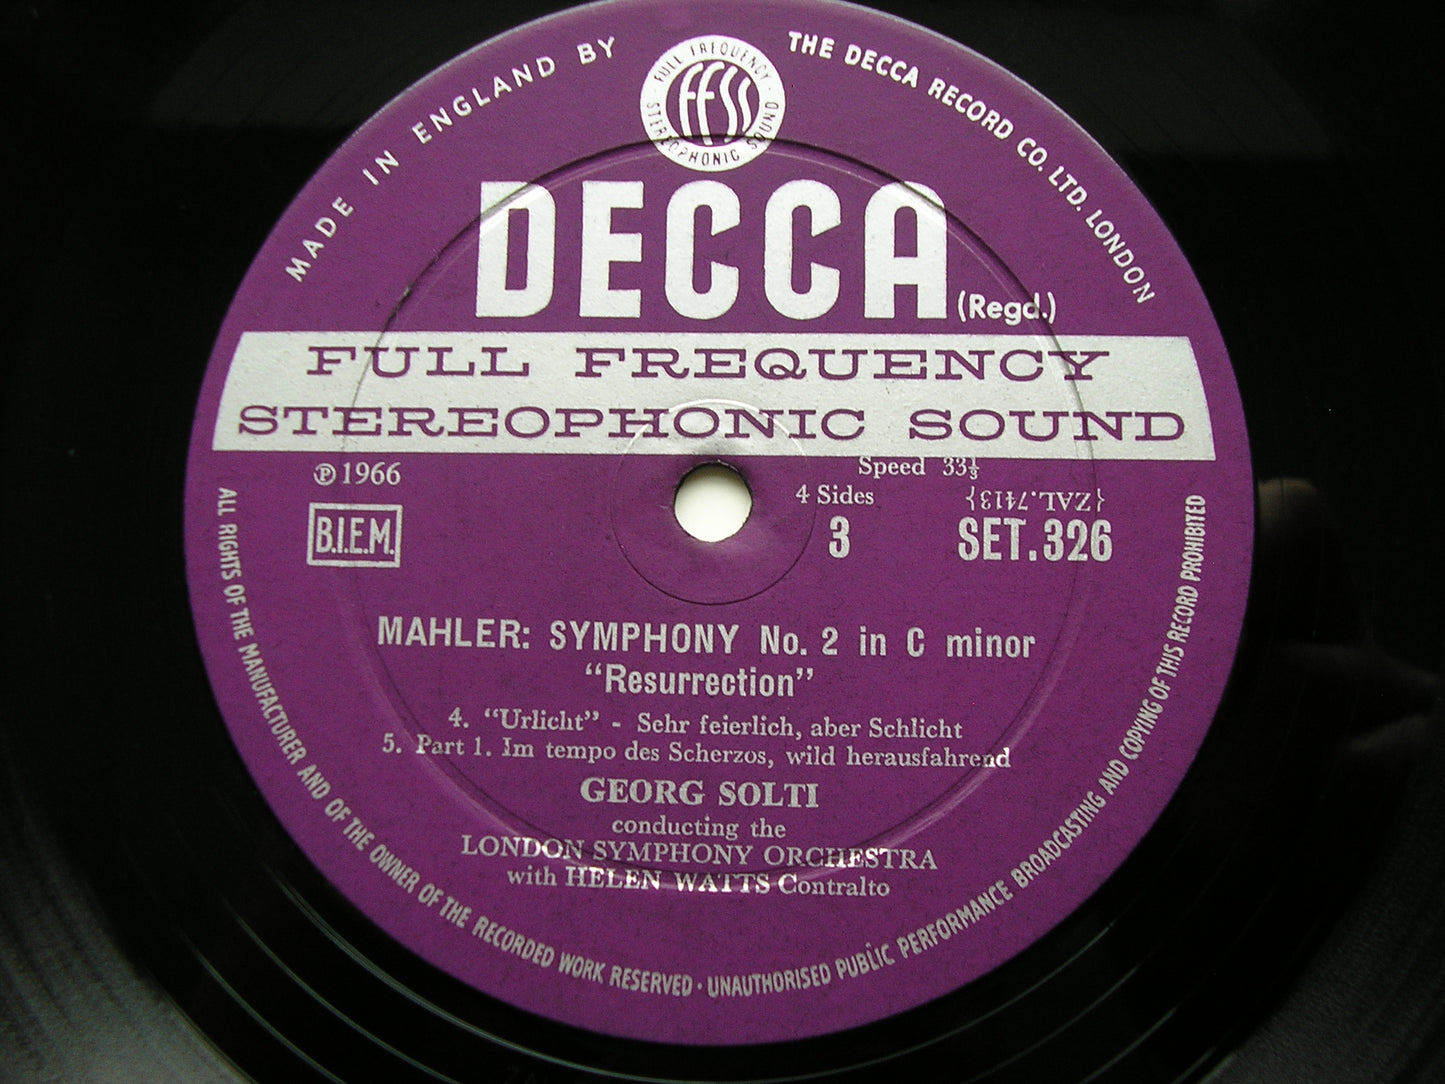 MADE IN ENGLAND BY
THE DECCA RECORD CO. LTD. LONDON
FULL FREQUENCY
STEREOPHONIC SOUND
FFSS
DECCA (Regd.)
FULL FREQUENCY
STEREOPHONIC SOUND
℗ 1966
B.I.E.M.
Speed 33⅓
4 Sides
3
{ZAL.7413}
SET.326
MAHLER: SYMPHONY No. 2 in C minor
“Resurrection”
4. “Urlicht” - Sehr feierlich, aber Schlicht
5. Part 1. Im tempo des Scherzos, wild herausfahrend
GEORG SOLTI
conducting the
LONDON SYMPHONY ORCHESTRA
with HELEN WATTS Contralto
ALL RIGHTS OF THE MANUFACTURER AND OF THE OWNER OF THE RECORDED WORK RESERVED · UNAUTHORISED PUBLIC PERFORMANCE BROADCASTING AND COPYING OF THIS RECORD PROHIBITED